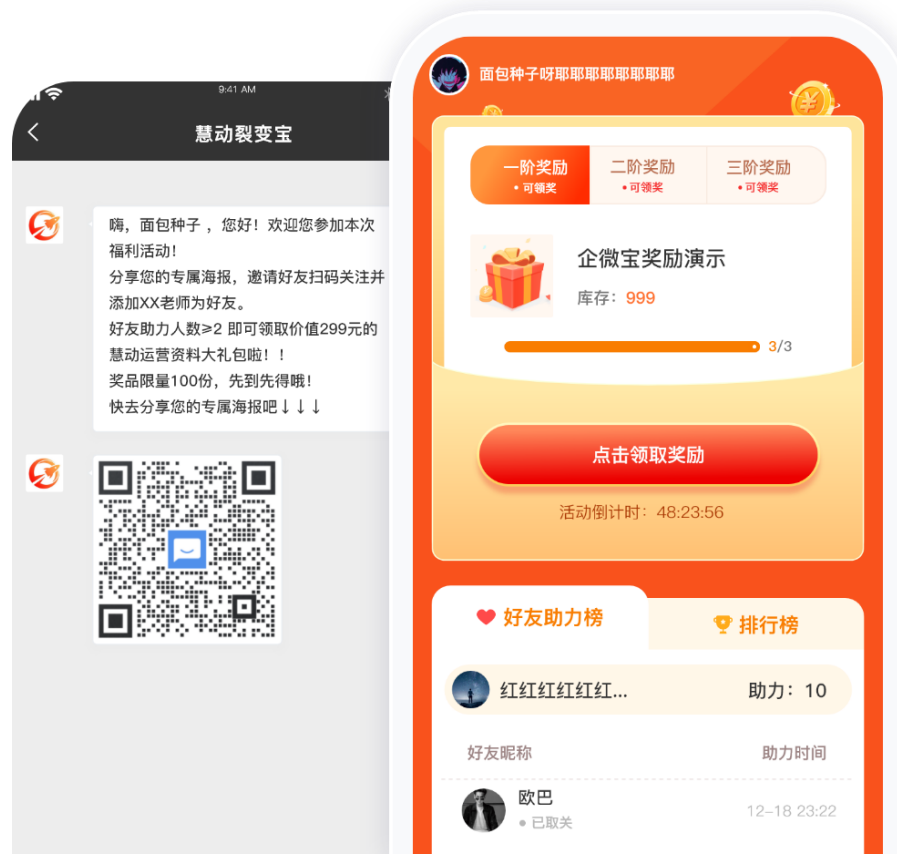 9:41 AM
慧动裂变宝
嗨，面包种子 ，您好！欢迎您参加本次
福利活动！
分享您的专属海报，邀请好友扫码关注并
添加XX老师为好友。
好友助力人数≥2 即可领取价值299元的
慧动运营资料大礼包啦！！
奖品限量100份，先到先得哦！
快去分享您的专属海报吧↓↓↓
面包种子呀耶耶耶耶耶耶耶耶
一阶奖励
• 可领奖
二阶奖励
• 可领奖
三阶奖励
• 可领奖
企微宝奖励演示
库存：999
3/3
点击领取奖励
活动倒计时：48:23:56
好友助力榜
排行榜
红红红红红红...
助力：10
好友昵称
助力时间
欧巴
• 已取关
12–18 23:22